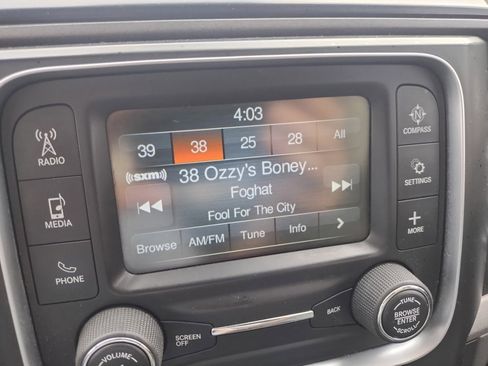 4:03
39 38 25 28 All
((sxm)) 38 Ozzy's Boney...
Foghat
Fool For The City
Browse AM/FM Tune Info
RADIO
MEDIA
PHONE
COMPASS
N
SETTINGS
+
MORE
VOLUME
SCREEN
OFF
BACK
TUNE
BROWSE
ENTER
SCROLL